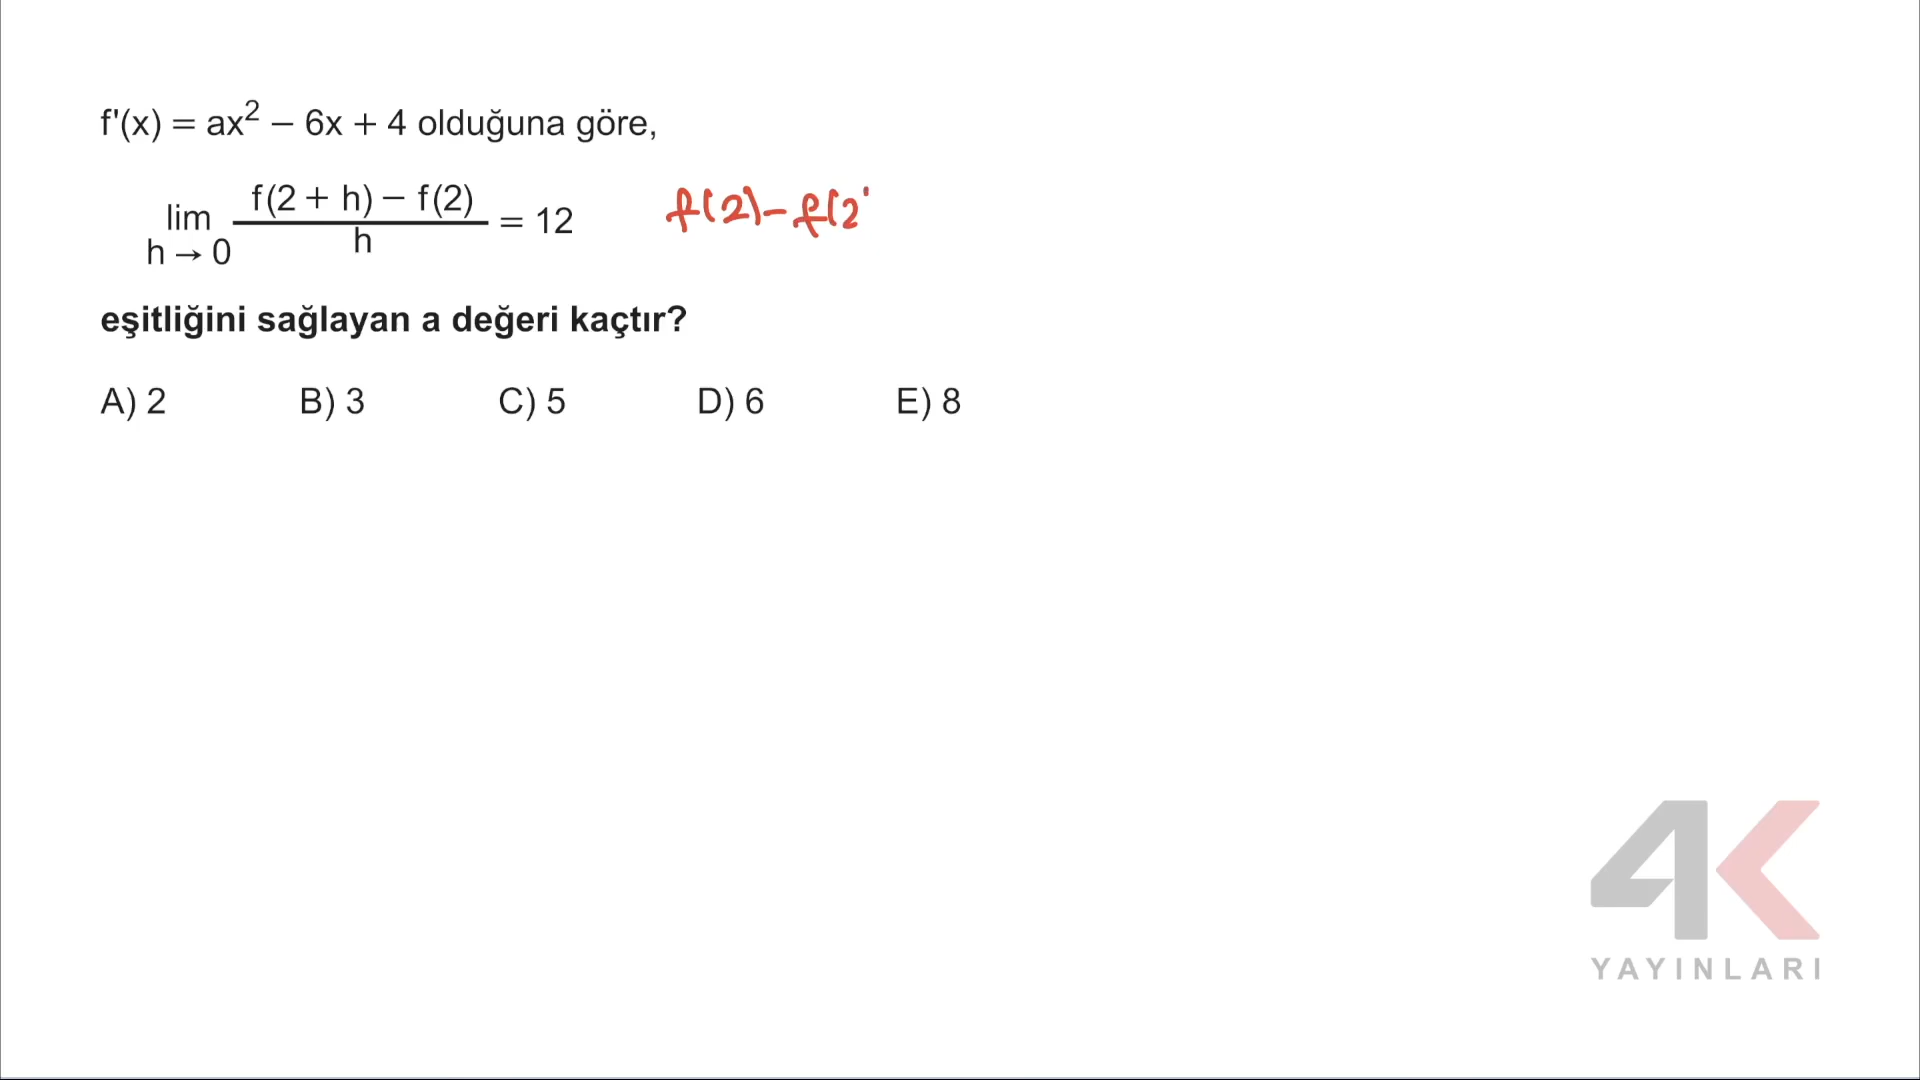 f'(x) = ax² − 6x + 4 olduğuna göre,
lim h → 0 f(2 + h) − f(2) / h = 12
f(2) − f(2
eşitliğini sağlayan a değeri kaçtır?
A) 2 B) 3 C) 5 D) 6 E) 8
4K
YAYINLARI